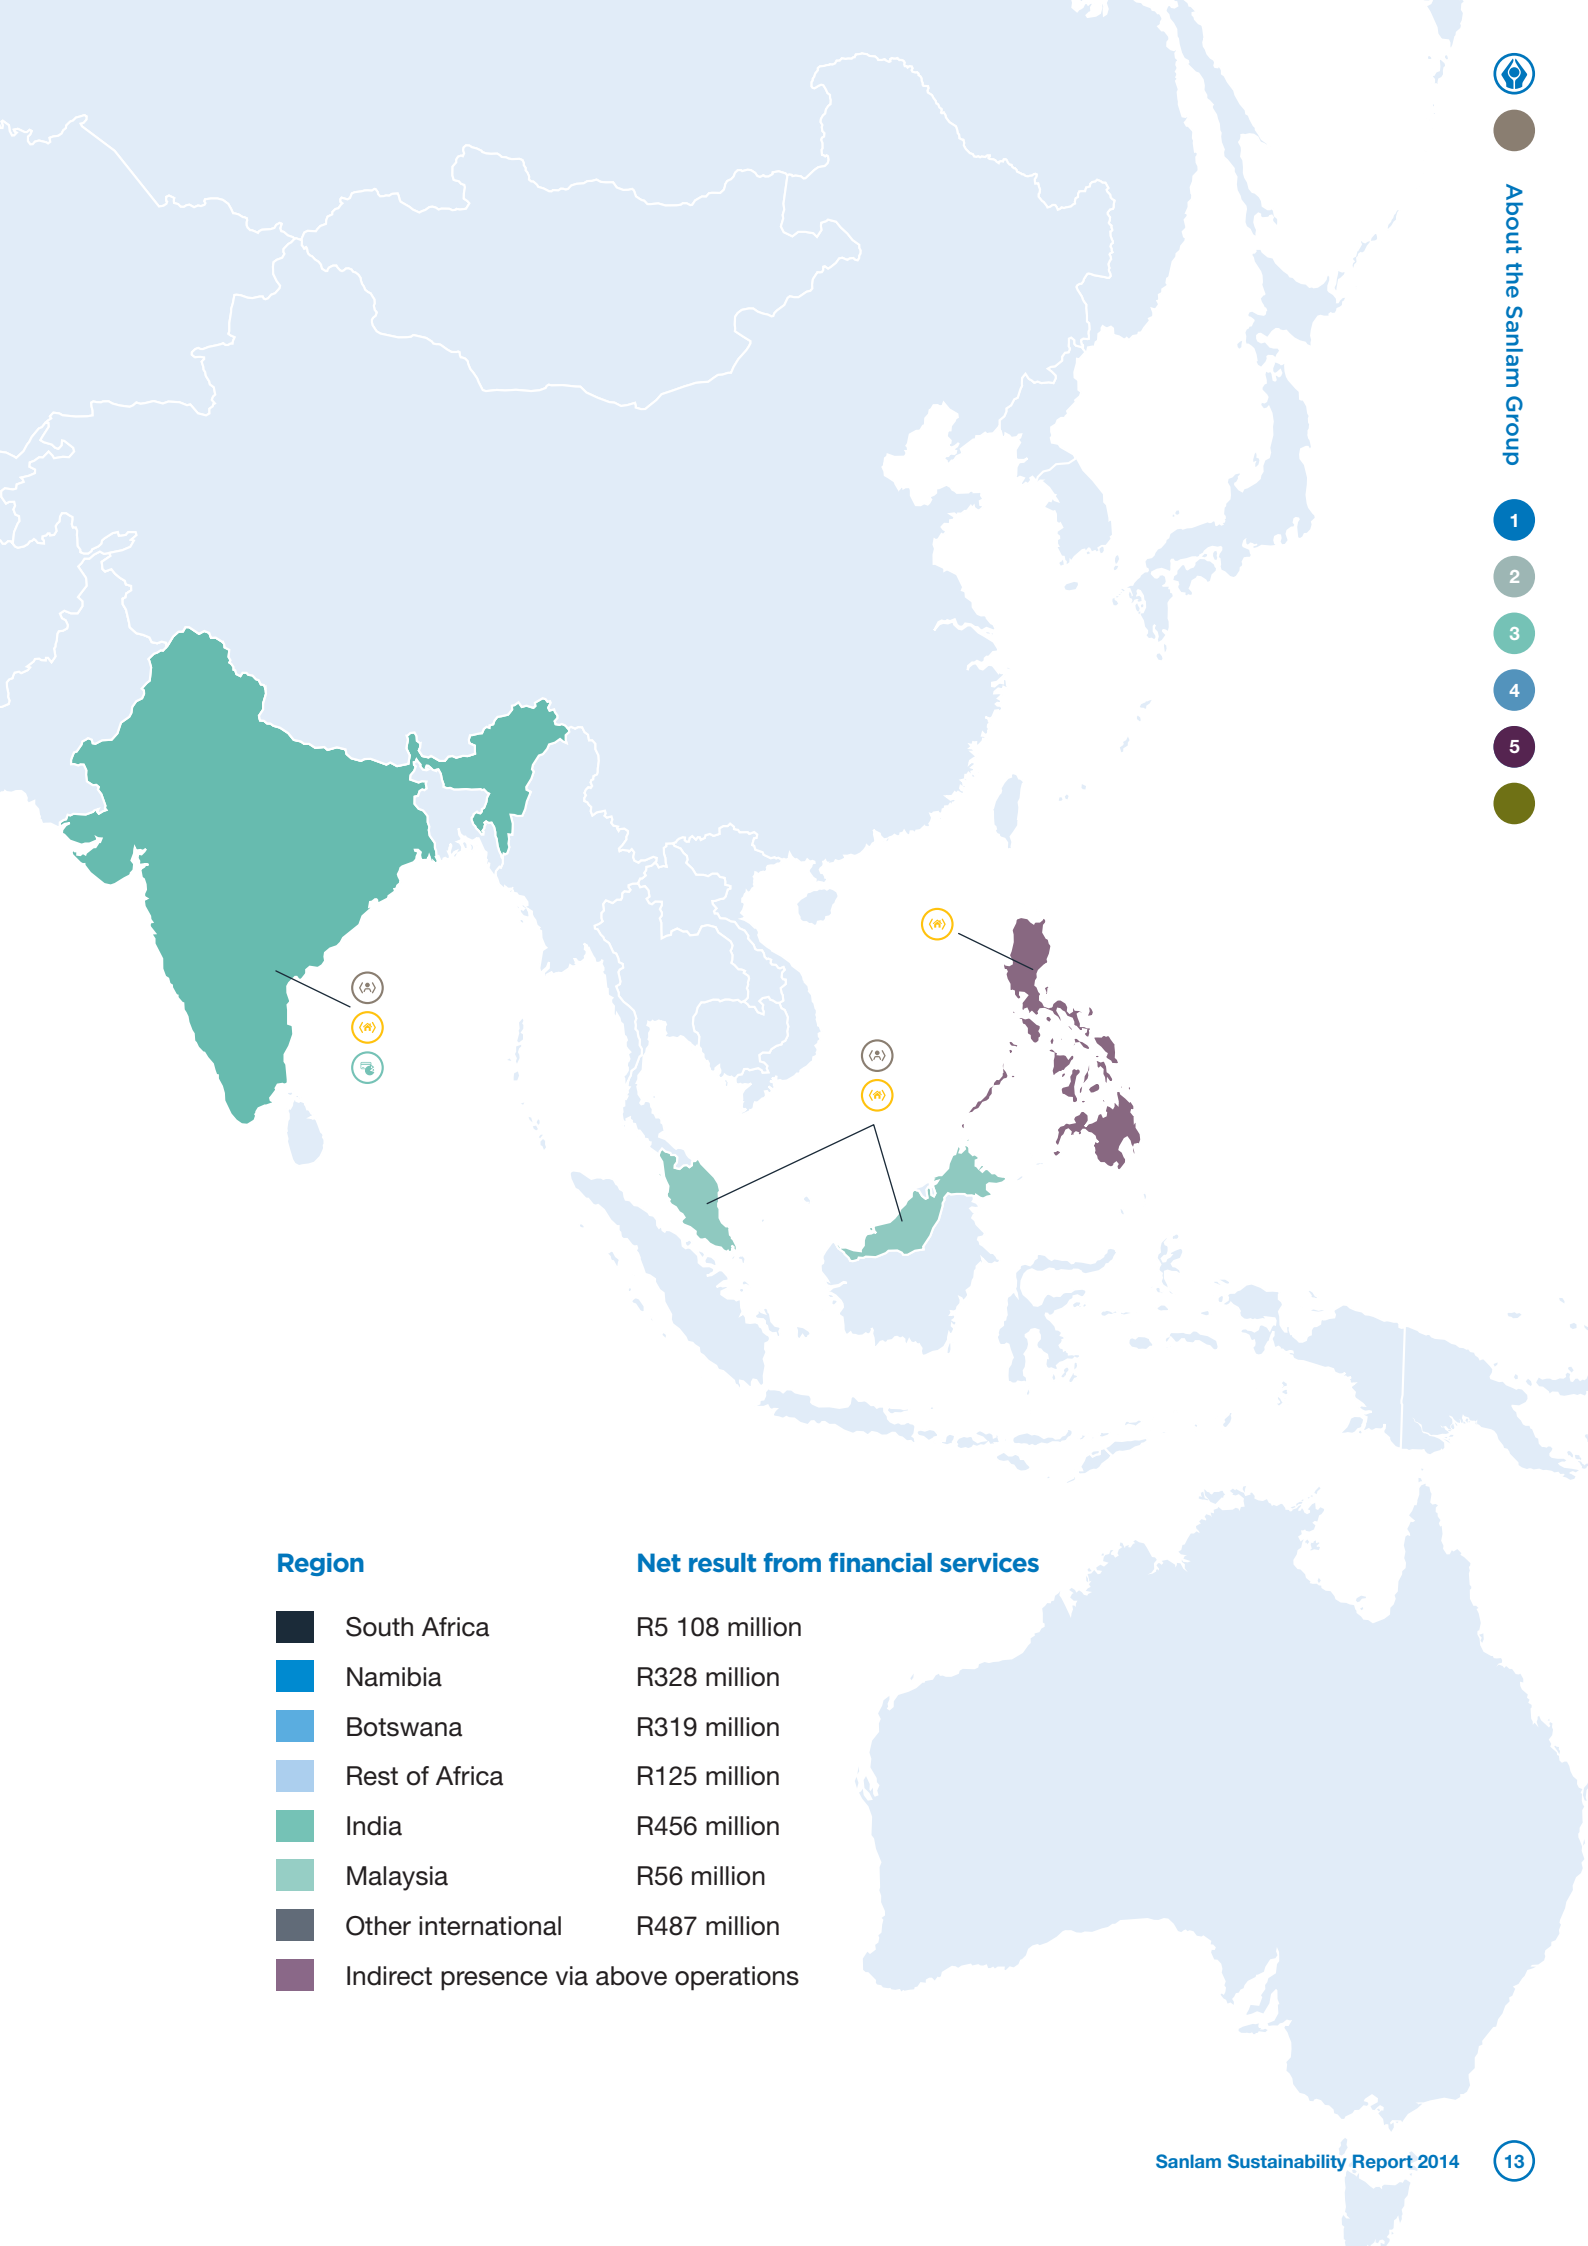 About the Sanlam Group
1
2
3
4
5
Region Net result from financial services
South Africa R5 108 million
Namibia R328 million
Botswana R319 million
Rest of Africa R125 million
India R456 million
Malaysia R56 million
Other international R487 million
Indirect presence via above operations
Sanlam Sustainability Report 2014 13